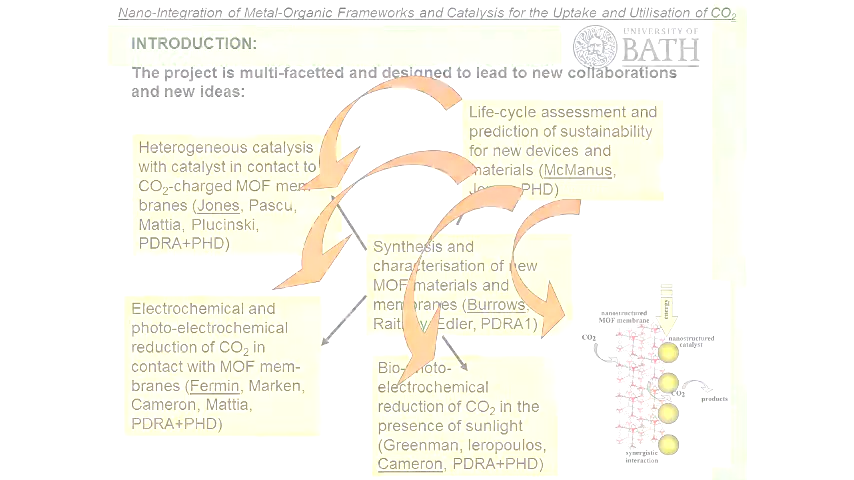 Nano-Integration of Metal-Organic Frameworks and Catalysis for the Uptake and Utilisation of CO2
INTRODUCTION:
UNIVERSITY OF
BATH
The project is multi-facetted and designed to lead to new collaborations
and new ideas:
Life-cycle assessment and
prediction of sustainability
for new devices and
materials (McManus,
PHD)
Heterogeneous catalysis
with catalyst in contact to
CO2-charged MOF mem-
branes (Jones, Pascu,
Mattia, Plucinski,
PDRA+PHD)
Synthesis and
characterisation of new
MOF materials and
membranes (Burrows,
Edler, PDRA1)
Electrochemical and
photo-electrochemical
reduction of CO2 in
contact with MOF mem-
branes (Fermin, Marken,
Cameron, Mattia,
PDRA+PHD)
Bio-photo-
electrochemical
reduction of CO2 in the
presence of sunlight
(Greenman, Ieropoulos,
Cameron, PDRA+PHD)
energy
nanostructured
MOF membrane
CO2
nanostructured
catalyst
CO2
products
synergistic
interaction